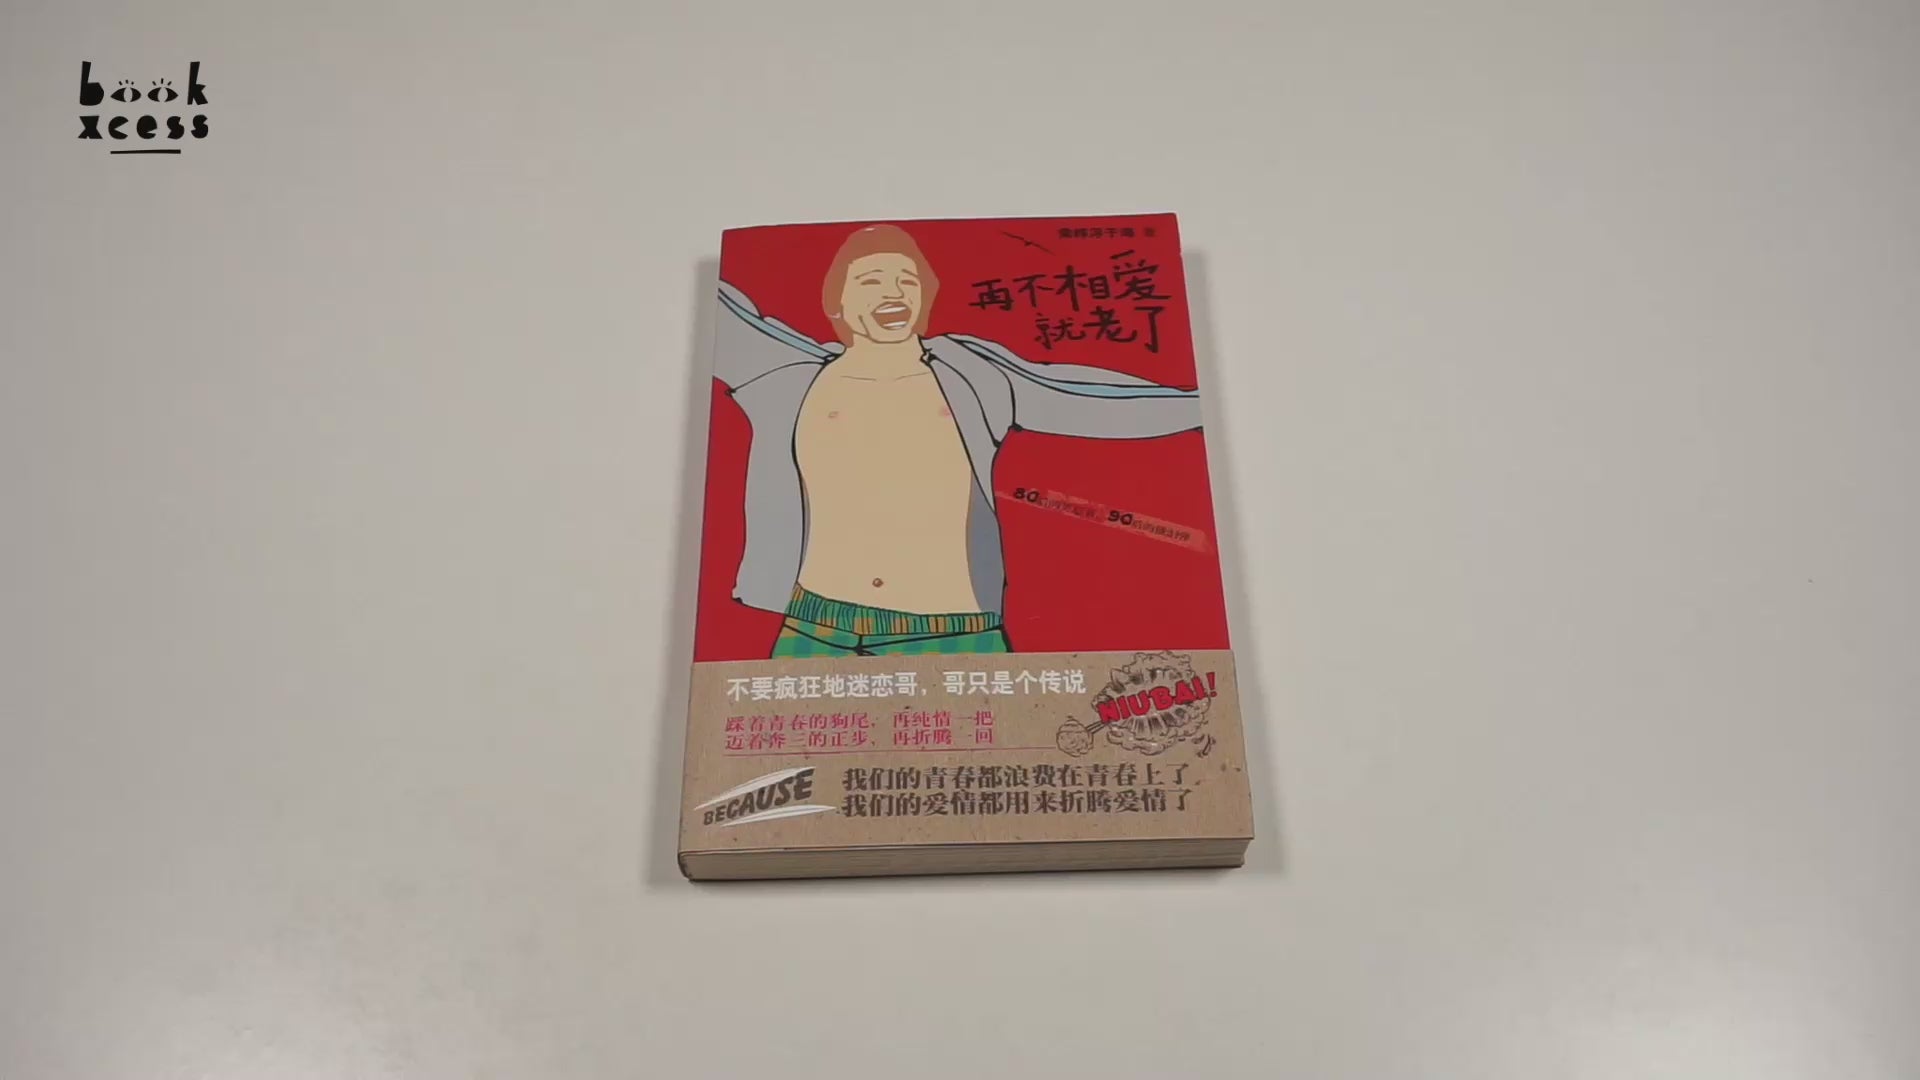 book
xcess
再不相爱
就老了
不要疯狂地迷恋哥，哥只是个传说
NIUBAI!
踩着青春的狗尾，再纯情一把
迈着奔三的正步，再折腾一回
BECAUSE
我们的青春都浪费在青春上了
我们的爱情都用来折腾爱情了